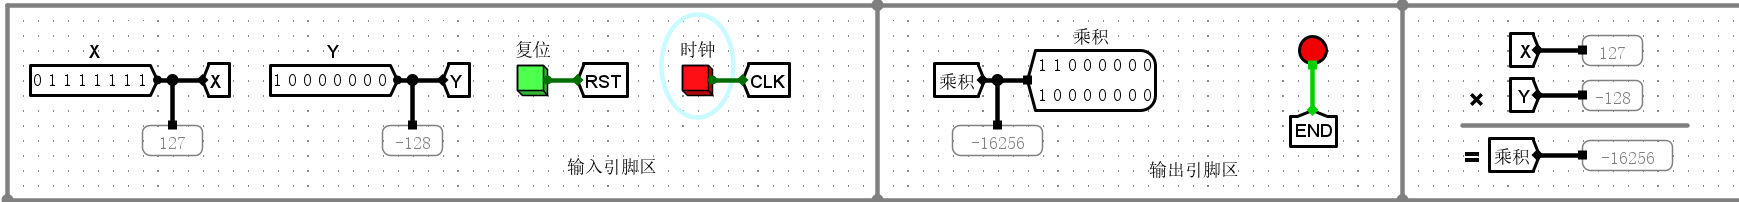 X
0 1 1 1 1 1 1 1
X
127
Y
1 0 0 0 0 0 0 0
Y
-128
复位
RST
时钟
CLK
输入引脚区
乘积
乘积
1 1 0 0 0 0 0 0
1 0 0 0 0 0 0 0
-16256
END
输出引脚区
X
127
×
Y
-128
=
乘积
-16256